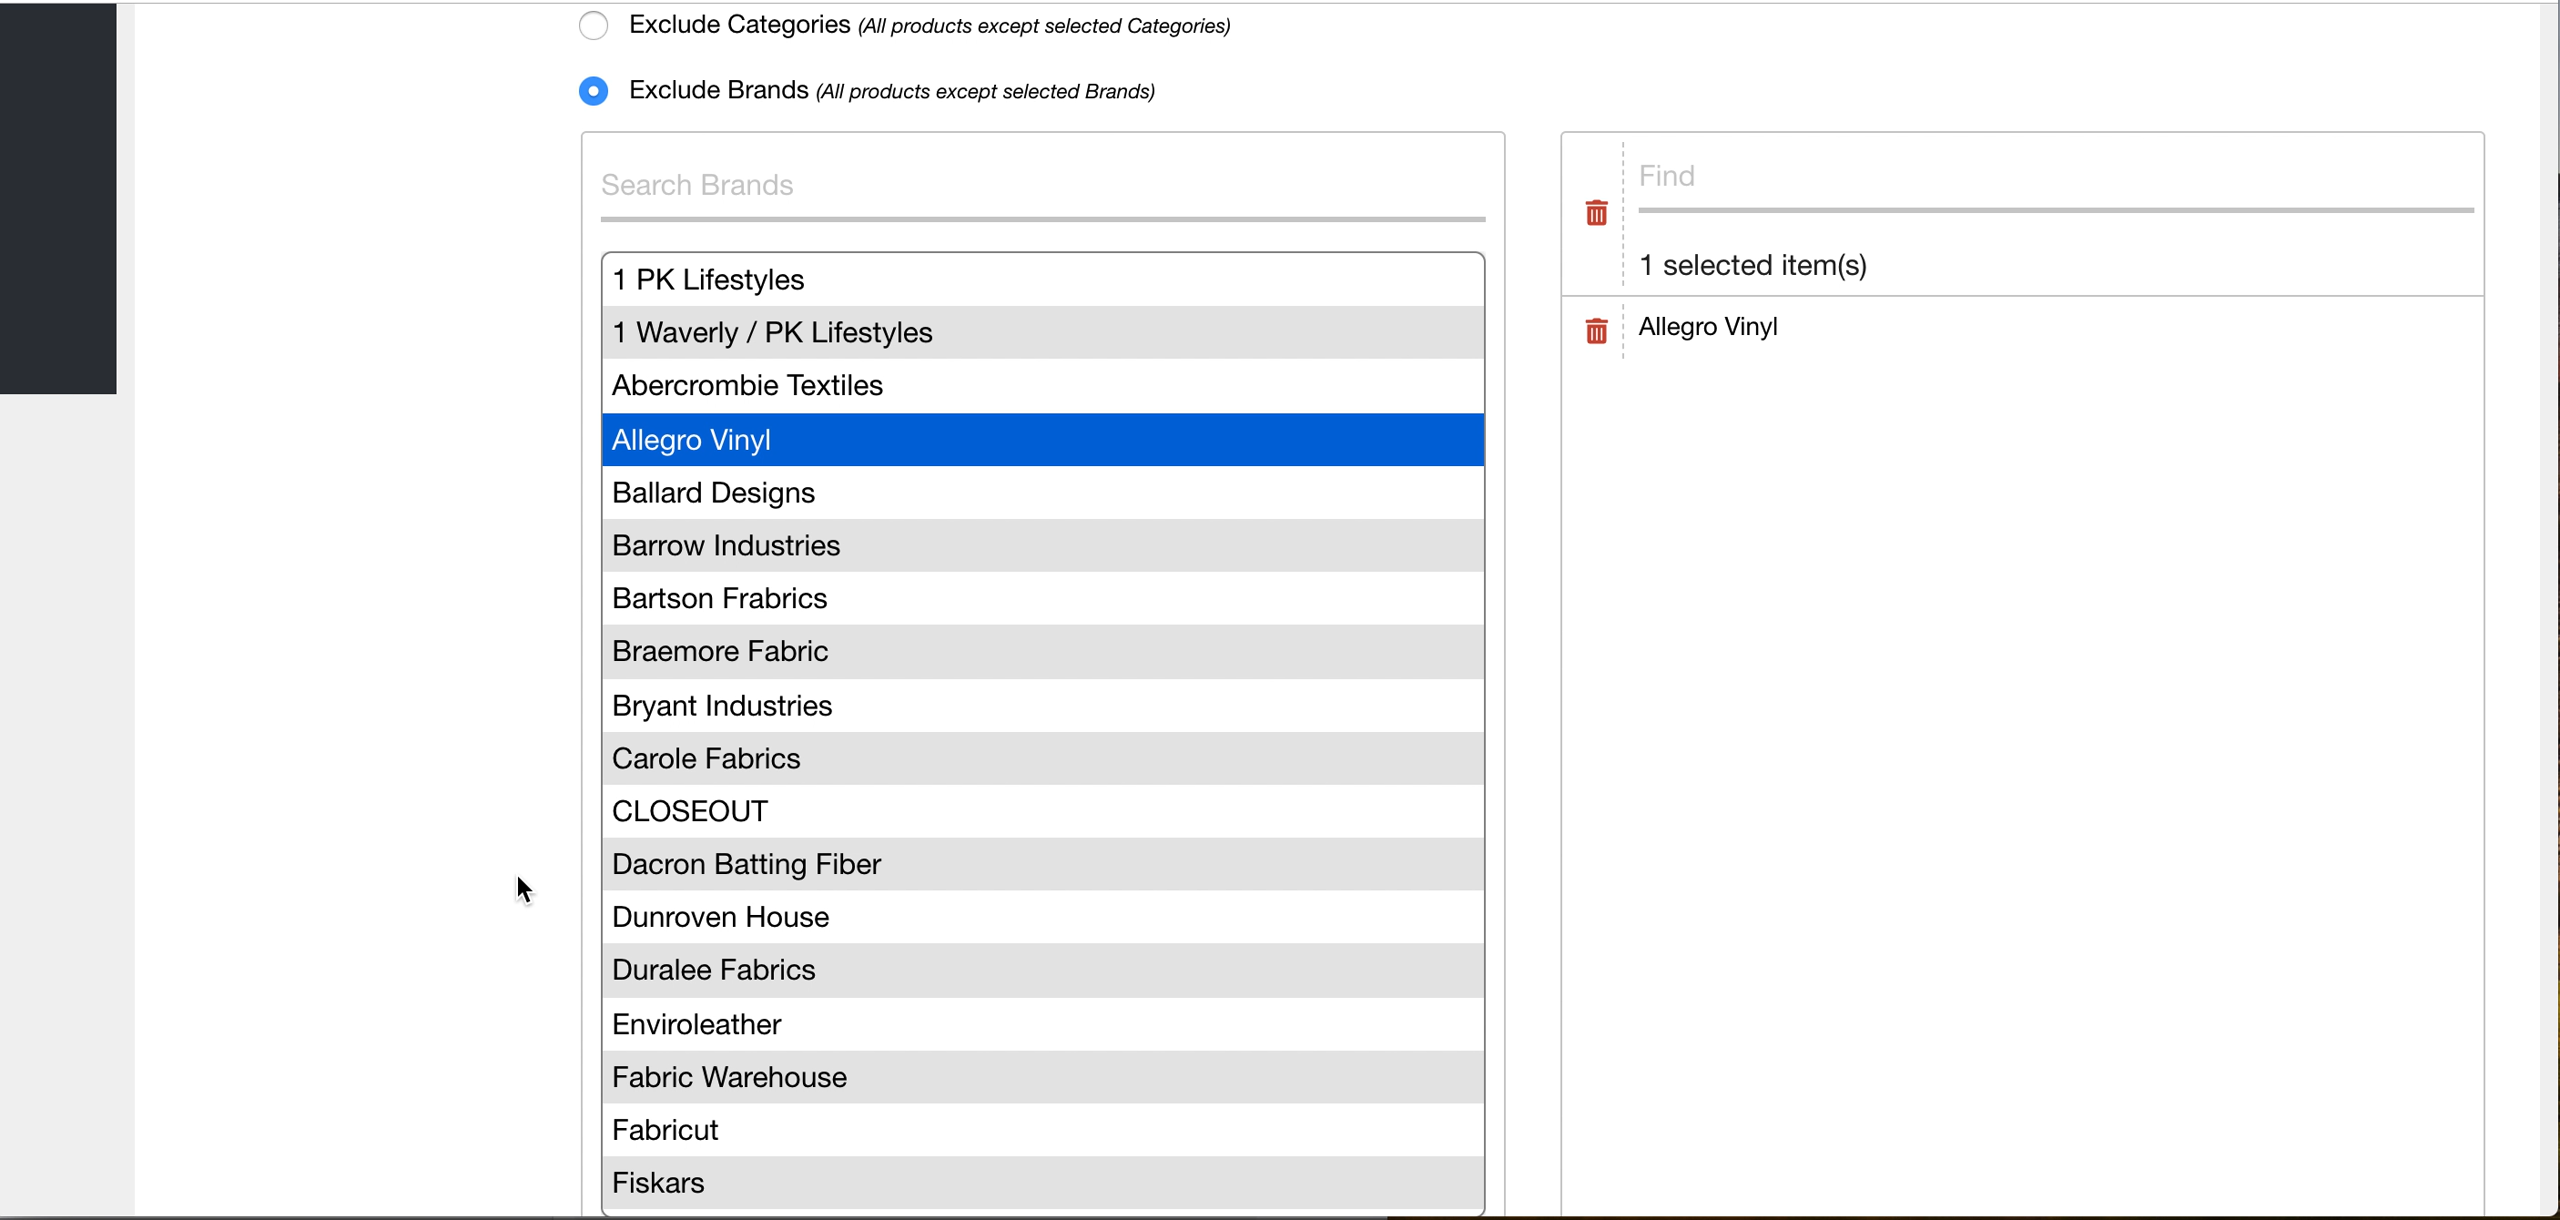 Exclude Categories (All products except selected Categories)
Exclude Brands (All products except selected Brands)
Search Brands
1 PK Lifestyles
1 Waverly / PK Lifestyles
Abercrombie Textiles
Allegro Vinyl
Ballard Designs
Barrow Industries
Bartson Frabrics
Braemore Fabric
Bryant Industries
Carole Fabrics
CLOSEOUT
Dacron Batting Fiber
Dunroven House
Duralee Fabrics
Enviroleather
Fabric Warehouse
Fabricut
Fiskars
Find
1 selected item(s)
Allegro Vinyl